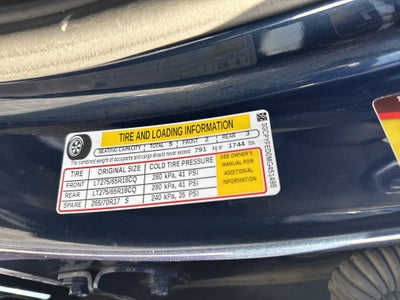 TIRE AND LOADING INFORMATION
SEATING CAPACITY TOTAL 5 FRONT 2 REAR 3
The combined weight of occupants and cargo should never exceed 791 kg or 1744 lbs.
TIRE ORIGINAL SIZE COLD TIRE PRESSURE
FRONT LT275/65R18CQ 280 kPa, 41 PSI
REAR LT275/65R18CQ 280 kPa, 41 PSI
SPARE 265/70R17 S 240 kPa, 35 PSI
SEE OWNER'S
MANUAL FOR
ADDITIONAL
INFORMATION